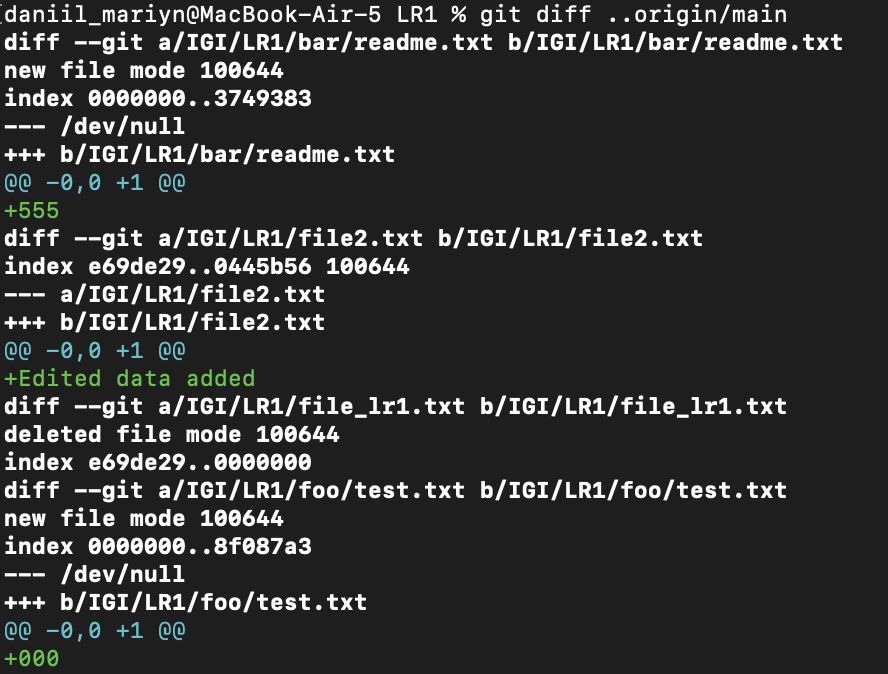 [daniil_mariyn@MacBook-Air-5 LR1 % git diff ..origin/main
diff --git a/IGI/LR1/bar/readme.txt b/IGI/LR1/bar/readme.txt
new file mode 100644
index 0000000..3749383
--- /dev/null
+++ b/IGI/LR1/bar/readme.txt
@@ -0,0 +1 @@
+555
diff --git a/IGI/LR1/file2.txt b/IGI/LR1/file2.txt
index e69de29..0445b56 100644
--- a/IGI/LR1/file2.txt
+++ b/IGI/LR1/file2.txt
@@ -0,0 +1 @@
+Edited data added
diff --git a/IGI/LR1/file_lr1.txt b/IGI/LR1/file_lr1.txt
deleted file mode 100644
index e69de29..0000000
diff --git a/IGI/LR1/foo/test.txt b/IGI/LR1/foo/test.txt
new file mode 100644
index 0000000..8f087a3
--- /dev/null
+++ b/IGI/LR1/foo/test.txt
@@ -0,0 +1 @@
+000